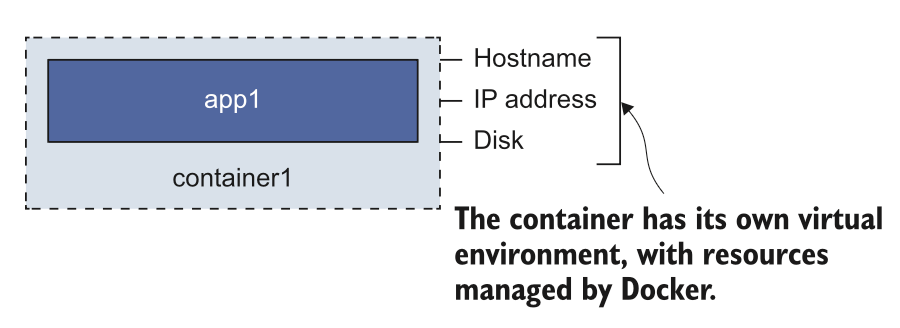 Hostname
app1
IP address
Disk
container1
The container has its own virtual
environment, with resources
managed by Docker.